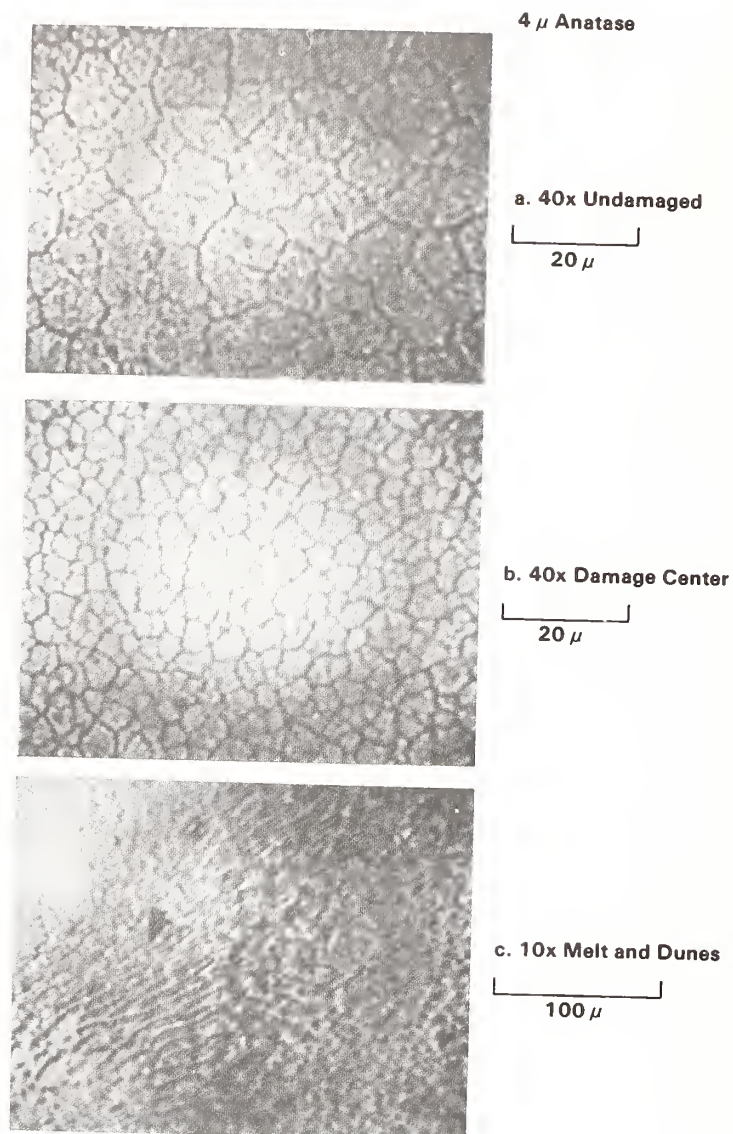 4 μ Anatase
a. 40x Undamaged
20 μ
b. 40x Damage Center
20 μ
c. 10x Melt and Dunes
100 μ